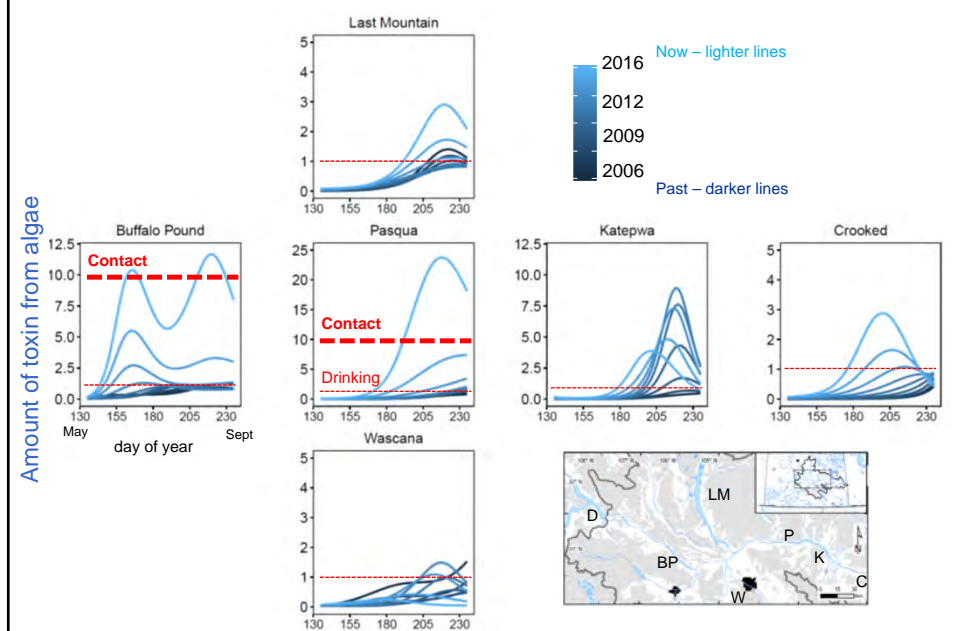 Last Mountain
5
4
3
2
1
0
130 155 180 205 230
2016
2012
2009
2006
Now – lighter lines
Past – darker lines
Amount of toxin from algae
Buffalo Pound
12.5
10.0
7.5
5.0
2.5
0.0
Contact
130 155 180 205 230
May
Sept
day of year
Pasqua
25
20
15
10
5
0
Contact
Drinking
130 155 180 205 230
Katepwa
12.5
10.0
7.5
5.0
2.5
0.0
130 155 180 205 230
Crooked
5
4
3
2
1
0
130 155 180 205 230
Wascana
5
4
3
2
1
0
130 155 180 205 230
LM
D
P
BP
K
C
W